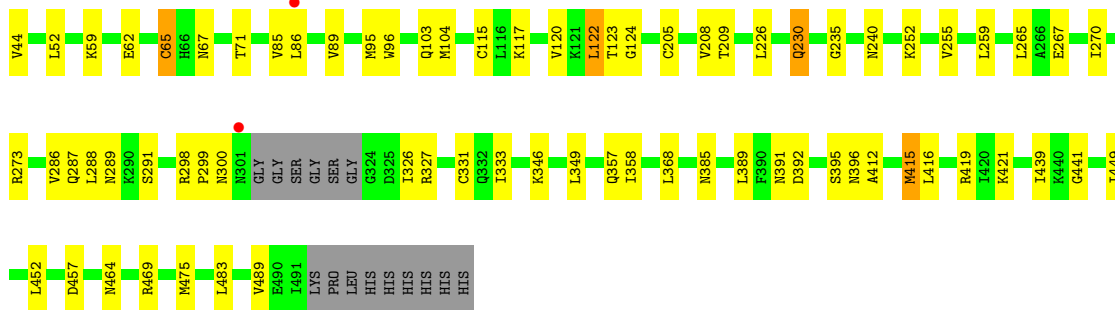 V44 L52 K59 E62 C65 H66 N67 T71 V85 L86 V89 M95 W96 Q103 M104 C115 L116 K117 V120 K121 L122 T123 G124 C205 V208 T209 L226 Q230 G235 N240 K252 V255 L259 L265 A266 E267 I270
R273 V286 Q287 L288 N289 K290 S291 R298 P299 N300 N301 GLY GLY SER GLY SER GLY G324 D325 I326 R327 C331 Q332 I333 K346 L349 Q357 I358 L368 N385 L389 F390 N391 D392 S395 N396 A412 M415 L416 R419 I420 K421 I439 K440 G441
L452 D457 N464 R469 M475 L483 V489 E490 I491 LYS PRO LEU HIS HIS HIS HIS HIS HIS